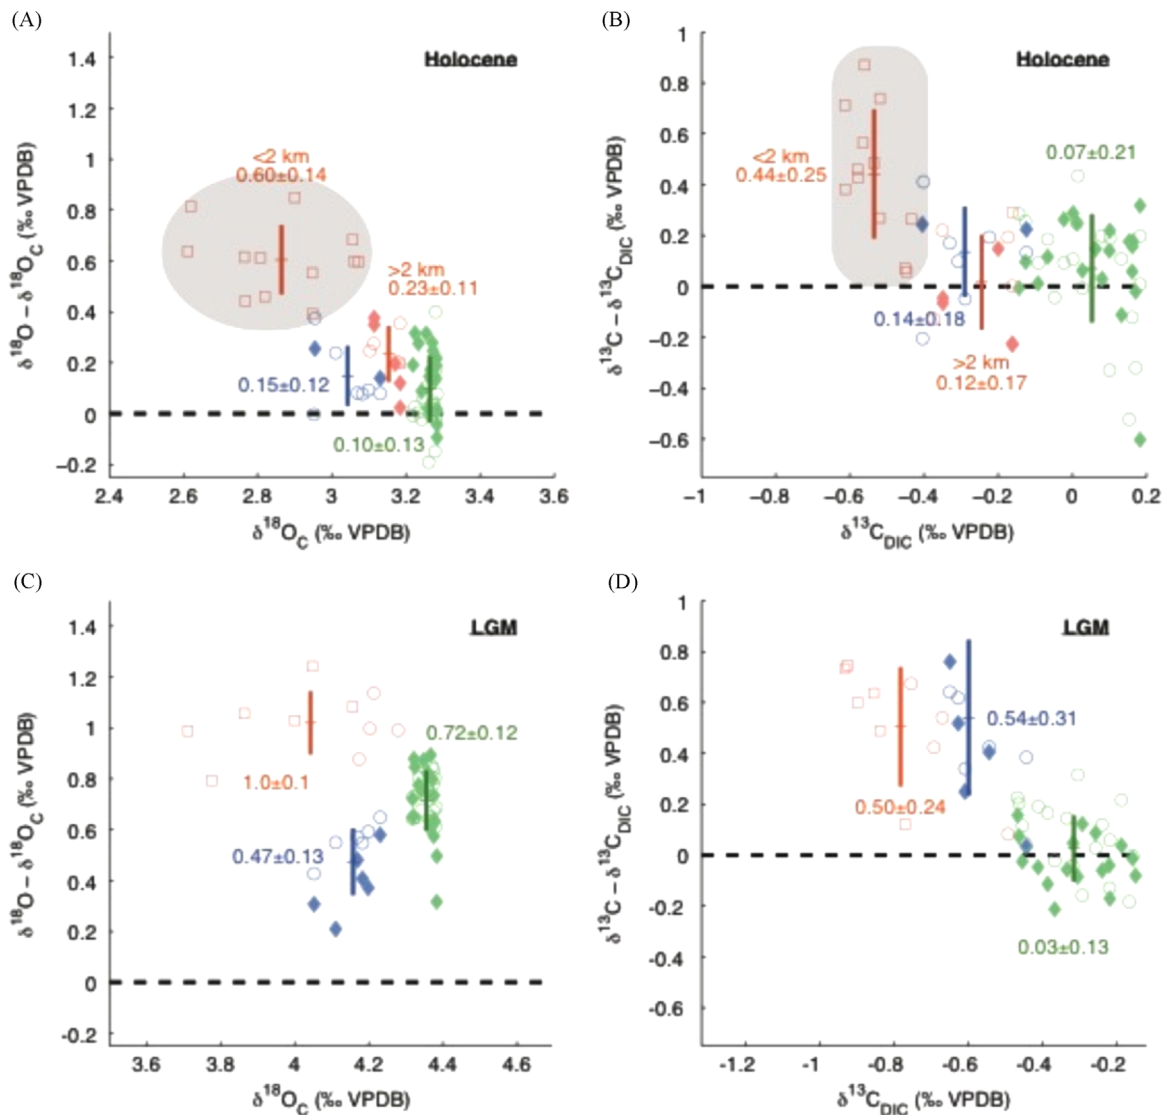 (A)
Holocene
1.4
1.2
1
0.8
0.6
0.4
0.2
0
−0.2
δ18O − δ18OC (‰ VPDB)
<2 km
0.60±0.14
>2 km
0.23±0.11
0.15±0.12
0.10±0.13
2.4 2.6 2.8 3 3.2 3.4 3.6
δ18OC (‰ VPDB)
(B)
Holocene
1
0.8
0.6
0.4
0.2
0
−0.2
−0.4
−0.6
δ13C − δ13CDIC (‰ VPDB)
<2 km
0.44±0.25
0.07±0.21
0.14±0.18
>2 km
0.12±0.17
−1 −0.8 −0.6 −0.4 −0.2 0 0.2
δ13CDIC (‰ VPDB)
(C)
LGM
1.4
1.2
1
0.8
0.6
0.4
0.2
0
-0.2
δ18O − δ18OC (‰ VPDB)
0.72±0.12
1.0±0.1
0.47±0.13
3.6 3.8 4 4.2 4.4 4.6
δ18OC (‰ VPDB)
(D)
LGM
1
0.8
0.6
0.4
0.2
0
-0.2
-0.4
-0.6
δ13C − δ13CDIC (‰ VPDB)
0.54±0.31
0.50±0.24
0.03±0.13
-1.2 -1 -0.8 -0.6 -0.4 -0.2
δ13CDIC (‰ VPDB)